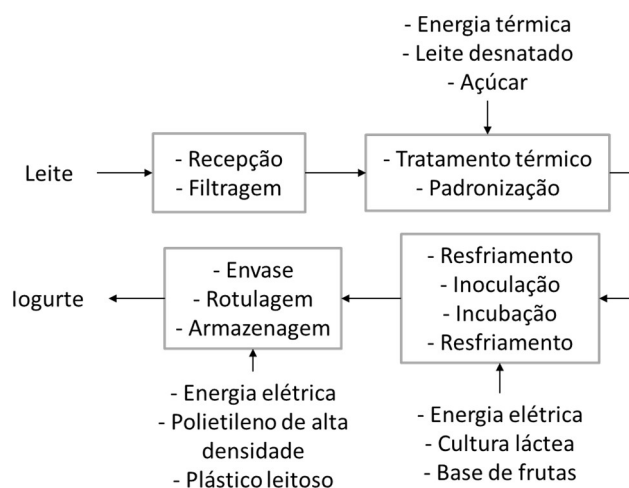 - Energia térmica
- Leite desnatado
- Açúcar
Leite
- Recepção
- Filtragem
- Tratamento térmico
- Padronização
Iogurte
- Envase
- Rotulagem
- Armazenagem
- Resfriamento
- Inoculação
- Incubação
- Resfriamento
- Energia elétrica
- Polietileno de alta
densidade
- Plástico leitoso
- Energia elétrica
- Cultura láctea
- Base de frutas